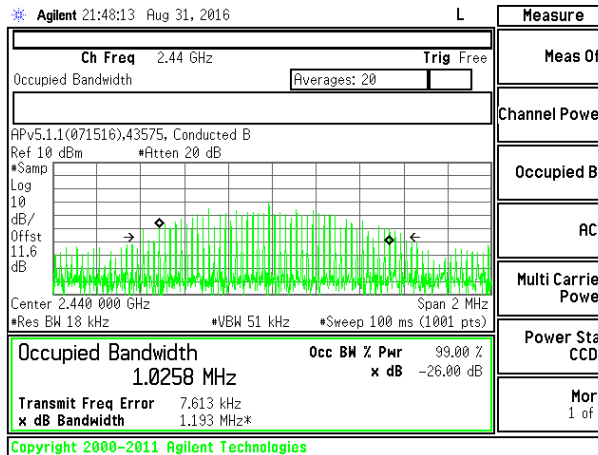 Agilent 21:48:13 Aug 31, 2016 L
Measure
Ch Freq 2.44 GHz Trig Free
Meas Of
Occupied Bandwidth Averages: 20
Channel Powe
APv5.1.1(071516),43575, Conducted B
Ref 10 dBm #Atten 20 dB
Occupied B
#Samp
Log
10
dB/
Offst
11.6
dB
AC
Multi Carrie
Powe
Center 2.440 000 GHz Span 2 MHz
#Res BW 18 kHz #VBW 51 kHz #Sweep 100 ms (1001 pts)
Power Sta
CCD
Occupied Bandwidth Occ BW % Pwr 99.00 %
1.0258 MHz x dB -26.00 dB
Mor
1 of
Transmit Freq Error 7.613 kHz
x dB Bandwidth 1.193 MHz*
Copyright 2000-2011 Agilent Technologies